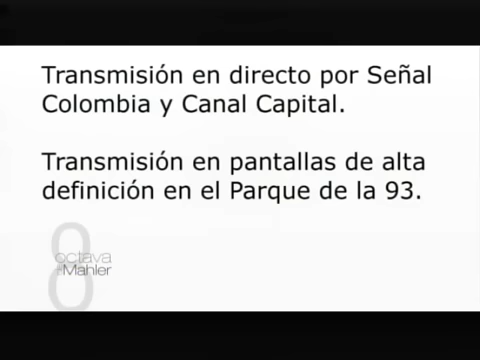 Transmisión en directo por Señal
Colombia y Canal Capital.
Transmisión en pantallas de alta
definición en el Parque de la 93.
8
octava
Mahler